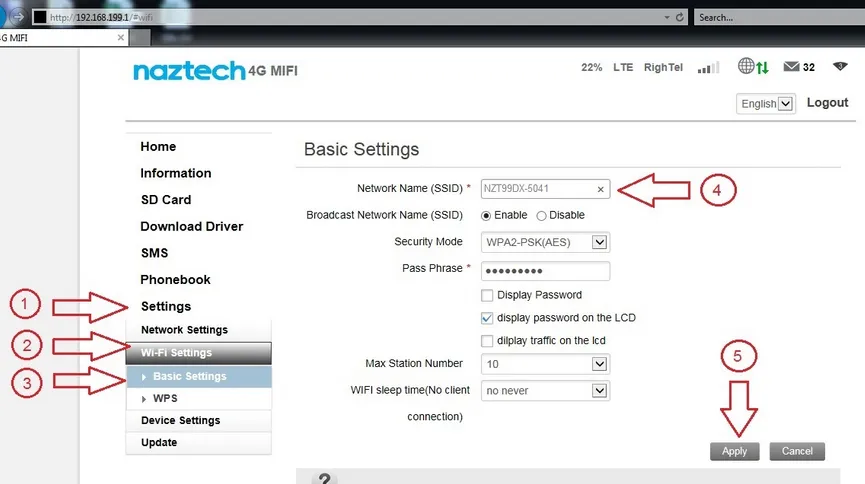 http://192.168.199.1/#wifi
Search...
G MIFI
naztech 4G MIFI
22% LTE RighTel 32
English
Logout
Home
Information
SD Card
Download Driver
SMS
Phonebook
1
Settings
Network Settings
2
Wi-Fi Settings
3
Basic Settings
WPS
Device Settings
Update
Basic Settings
Network Name (SSID) * NZT99DX-5041 ×
4
Broadcast Network Name (SSID) Enable Disable
Security Mode WPA2-PSK(AES)
Pass Phrase * •••••••••
Display Password
display password on the LCD
dilplay traffic on the lcd
5
Max Station Number 10
WIFI sleep time(No client no never
connection)
Apply Cancel
?